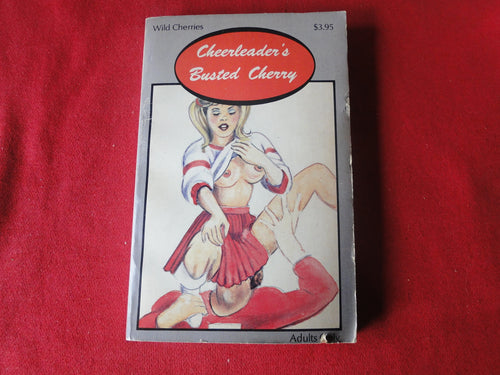 Wild Cherries
$3.95
Cheerleader's
Busted Cherry
Adults